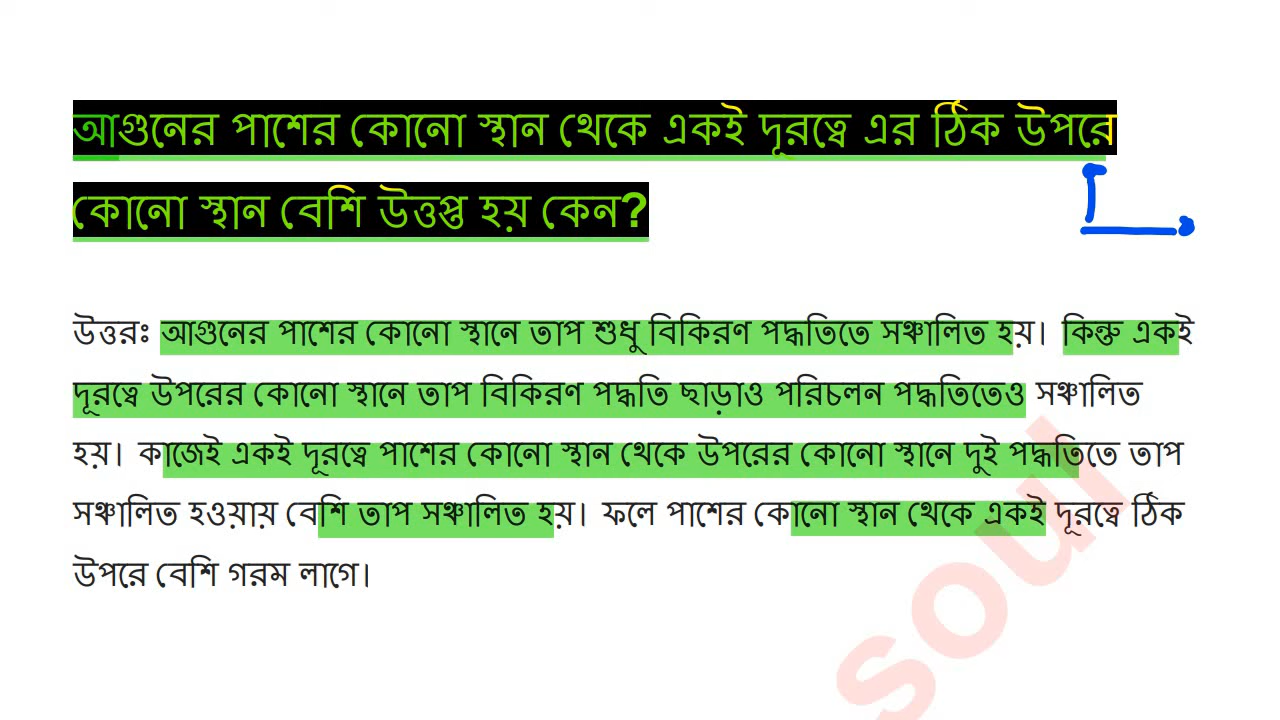 আগুনের পাশের কোনো স্থান থেকে একই দূরত্বে এর ঠিক উপরে
কোনো স্থান বেশি উত্তপ্ত হয় কেন?
উত্তরঃ আগুনের পাশের কোনো স্থানে তাপ শুধু বিকিরণ পদ্ধতিতে সঞ্চালিত হয়। কিন্তু একই
দূরত্বে উপরের কোনো স্থানে তাপ বিকিরণ পদ্ধতি ছাড়াও পরিচলন পদ্ধতিতেও সঞ্চালিত
হয়। কাজেই একই দূরত্বে পাশের কোনো স্থান থেকে উপরের কোনো স্থানে দুই পদ্ধতিতে তাপ
সঞ্চালিত হওয়ায় বেশি তাপ সঞ্চালিত হয়। ফলে পাশের কোনো স্থান থেকে একই দূরত্বে ঠিক
উপরে বেশি গরম লাগে।
soul